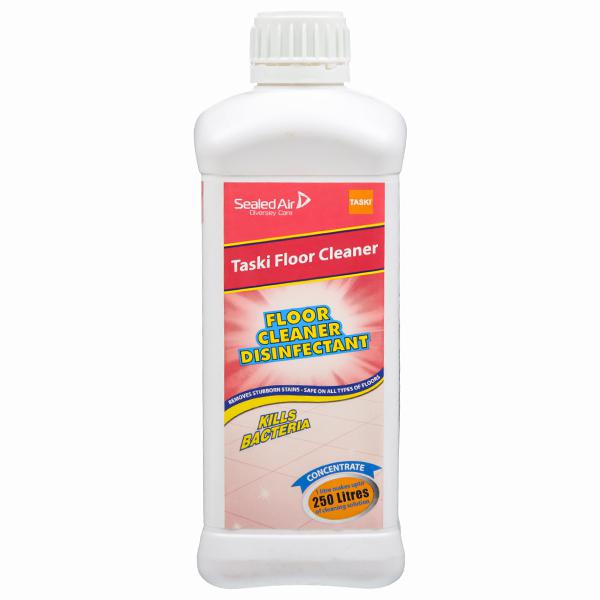 Sealed Air
Diversey Care
TASKI
Taski Floor Cleaner
FLOOR
CLEANER
DISINFECTANT
REMOVES STUBBORN STAINS • SAFE ON ALL TYPES OF FLOORS
KILLS
BACTERIA
CONCENTRATE
1 litre makes upto
250 Litres
of cleaning solution